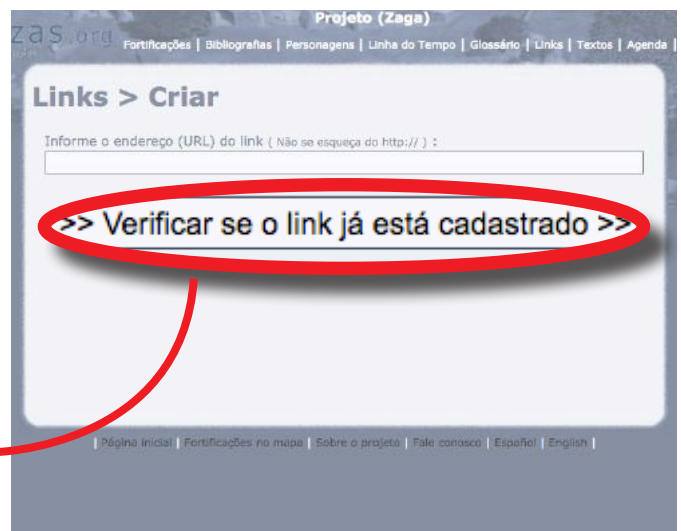 Projeto (Zaga)
zas.org
Fortificações | Bibliografias | Personagens | Linha do Tempo | Glossário | Links | Textos | Agenda |
Links > Criar
Informe o endereço (URL) do link ( Não se esqueça do http:// ) :
>> Verificar se o link já está cadastrado >>
| Página inicial | Fortificações no mapa | Sobre o projeto | Fale conosco | Español | English |